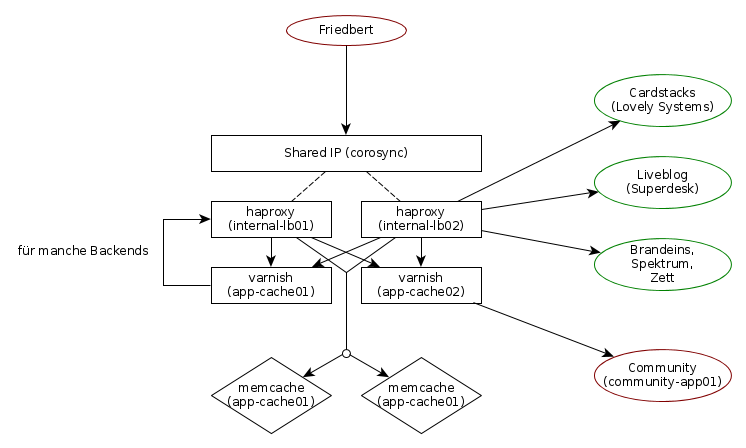 Friedbert
Cardstacks
(Lovely Systems)
Shared IP (corosync)
Liveblog
(Superdesk)
haproxy
(internal-lb01)
haproxy
(internal-lb02)
für manche Backends
Brandeins,
Spektrum,
Zett
varnish
(app-cache01)
varnish
(app-cache02)
Community
(community-app01)
memcache
(app-cache01)
memcache
(app-cache01)